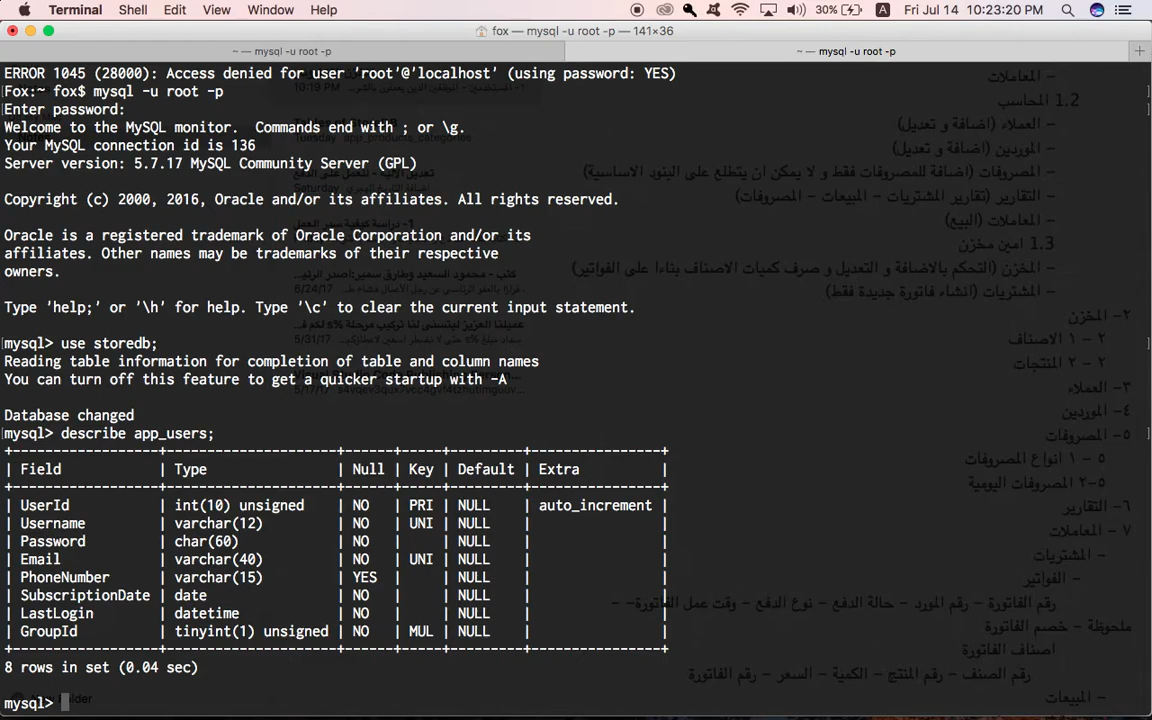 Terminal Shell Edit View Window Help 30% A Fri Jul 14 10:23:20 PM
fox — mysql -u root -p — 141×36
~ — mysql -u root -p
~ — mysql -u root -p
ERROR 1045 (28000): Access denied for user 'root'@'localhost' (using password: YES)
Fox:~ fox$ mysql -u root -p
Enter password:
Welcome to the MySQL monitor.  Commands end with ; or \g.
Your MySQL connection id is 136
Server version: 5.7.17 MySQL Community Server (GPL)
Copyright (c) 2000, 2016, Oracle and/or its affiliates. All rights reserved.
Oracle is a registered trademark of Oracle Corporation and/or its
affiliates. Other names may be trademarks of their respective
owners.
Type 'help;' or '\h' for help. Type '\c' to clear the current input statement.
mysql> use storedb;
Reading table information for completion of table and column names
You can turn off this feature to get a quicker startup with -A
Database changed
mysql> describe app_users;
| Field | Type | Null | Key | Default | Extra |
| UserId | int(10) unsigned | NO | PRI | NULL | auto_increment |
| Username | varchar(12) | NO | UNI | NULL | |
| Password | char(60) | NO | | NULL | |
| Email | varchar(40) | NO | UNI | NULL | |
| PhoneNumber | varchar(15) | YES | | NULL | |
| SubscriptionDate | date | NO | | NULL | |
| LastLogin | datetime | NO | | NULL | |
| GroupId | tinyint(1) unsigned | NO | MUL | NULL | |
8 rows in set (0.04 sec)
mysql>
10:19 PM
Saturday
6/24/17
5/31/17
5/17/17
- المعاملات
1.2 المحاسب
- العملاء (اضافة و تعديل)
- الموردين (اضافة و تعديل)
- المصروفات (اضافة للمصروفات فقط و لا يمكن ان يتطلع على البنود الاساسية)
- التقارير (تقارير المشتريات - المبيعات - المصروفات)
- المعاملات (البيع)
1.3 امين مخزن
- المخزن (التحكم بالاضافة و التعديل و صرف كميات الاصناف بناءا على الفواتير)
- المشتريات (انشاء فاتورة جديدة فقط)
٢- المخزن
٢ - ١ الاصناف
٢ - ٢ المنتجات
٣- العملاء
٤- الموردين
٥- المصروفات
٥ - ١ انواع المصروفات
٥-٢ المصروفات اليومية
٦- التقارير
٧ - المعاملات
- المشتريات
- الفواتير
رقم الفاتورة - رقم المورد - حالة الدفع - نوع الدفع - وقت عمل الفاتورة- -
ملحوظة - خصم الفاتورة
اصناف الفاتورة
رقم الصنف - رقم المنتج - الكمية - السعر - رقم الفاتورة
- المبيعات